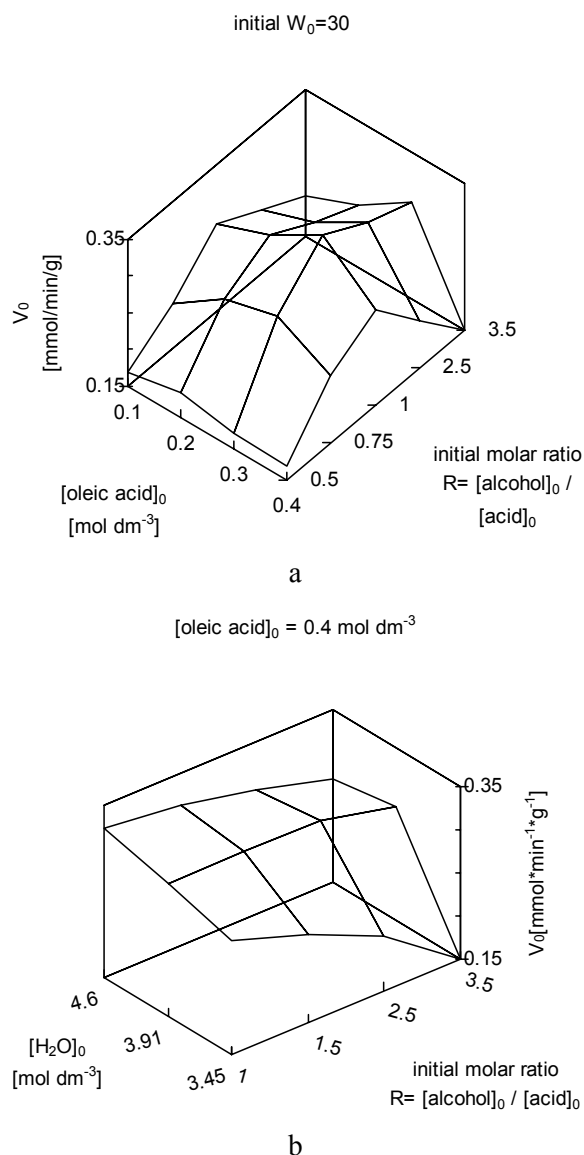 initial W₀=30
0.35
V₀
[mmol/min/g]
0.15
0.1
0.2
0.3
0.4
[oleic acid]₀
[mol dm⁻³]
0.5
0.75
1
2.5
3.5
initial molar ratio
R= [alcohol]₀ /
[acid]₀
a
[oleic acid]₀ = 0.4 mol dm⁻³
0.35
V₀[mmol*min⁻¹*g⁻¹]
0.15
4.6
3.91
3.45
[H₂O]₀
[mol dm⁻³]
1
1.5
2.5
3.5
initial molar ratio
R= [alcohol]₀ / [acid]₀
b